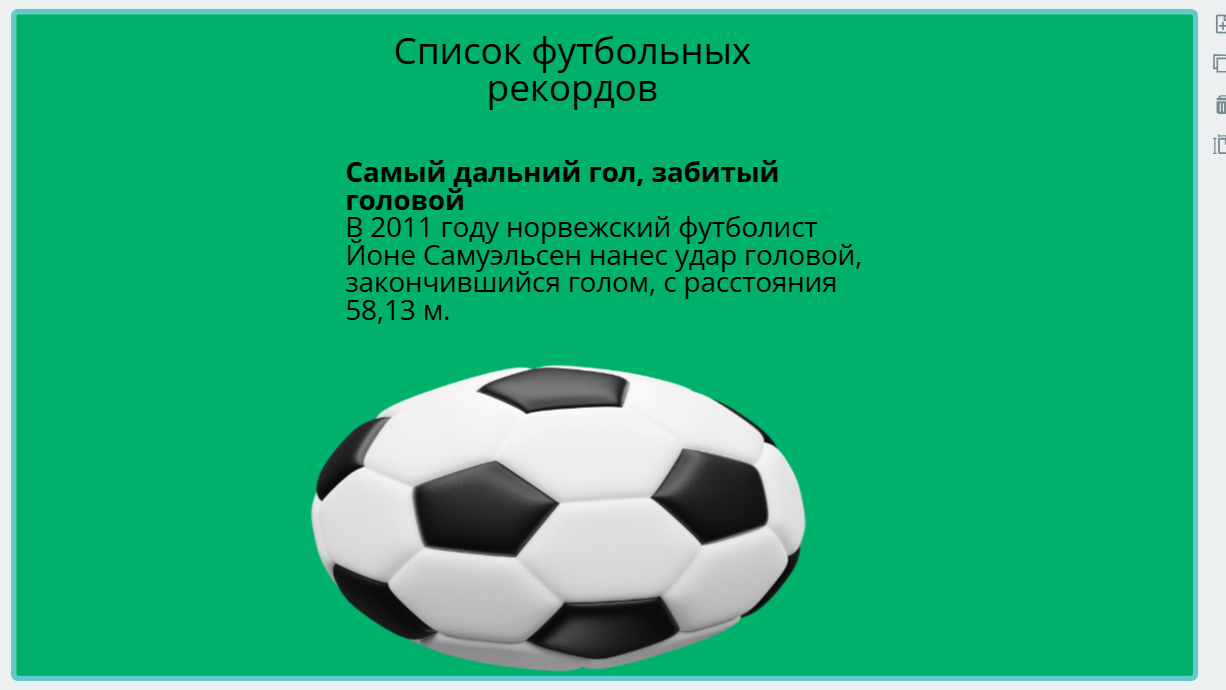 Список футбольных
рекордов
Самый дальний гол, забитый
головой
В 2011 году норвежский футболист
Йоне Самуэльсен нанес удар головой,
закончившийся голом, с расстояния
58,13 м.